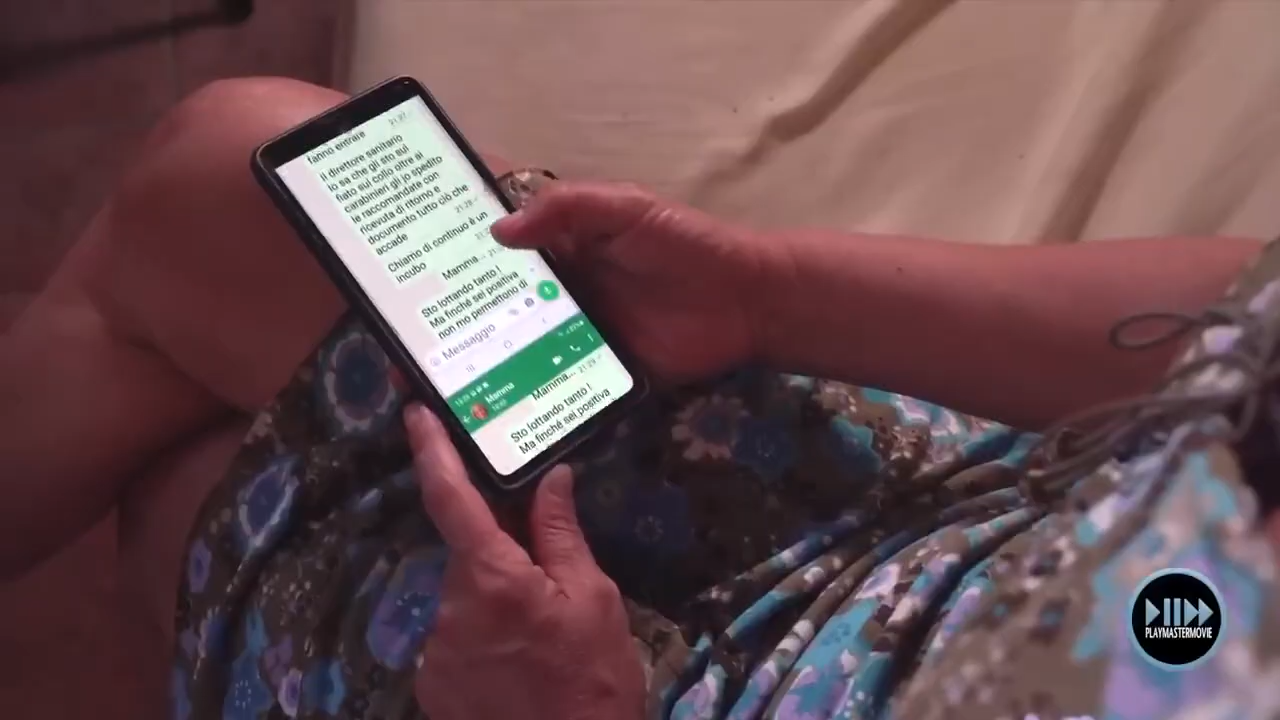 21:27
fanno entrare
Il direttore sanitario
lo sa che gli sto sul
fiato sul collo oltre ai
carabinieri gli jo spedito
le raccomandate con
ricevuta di ritorno e
documento tutto ciò che
accade
21:28
Chiamo di continuo è un
incubo
Mamma...
Sto lottando tanto !
Ma finché sei positiva
non mo permettono di
Messaggio
Mamma
Mamma... 21:29
Sto lottando tanto !
Ma finché sei positiva
PLAYMASTERMOVIE